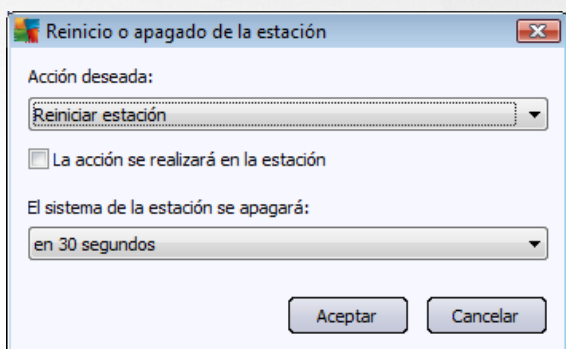 Reinicio o apagado de la estación
Acción deseada:
Reiniciar estación
La acción se realizará en la estación
El sistema de la estación se apagará:
en 30 segundos
Aceptar Cancelar